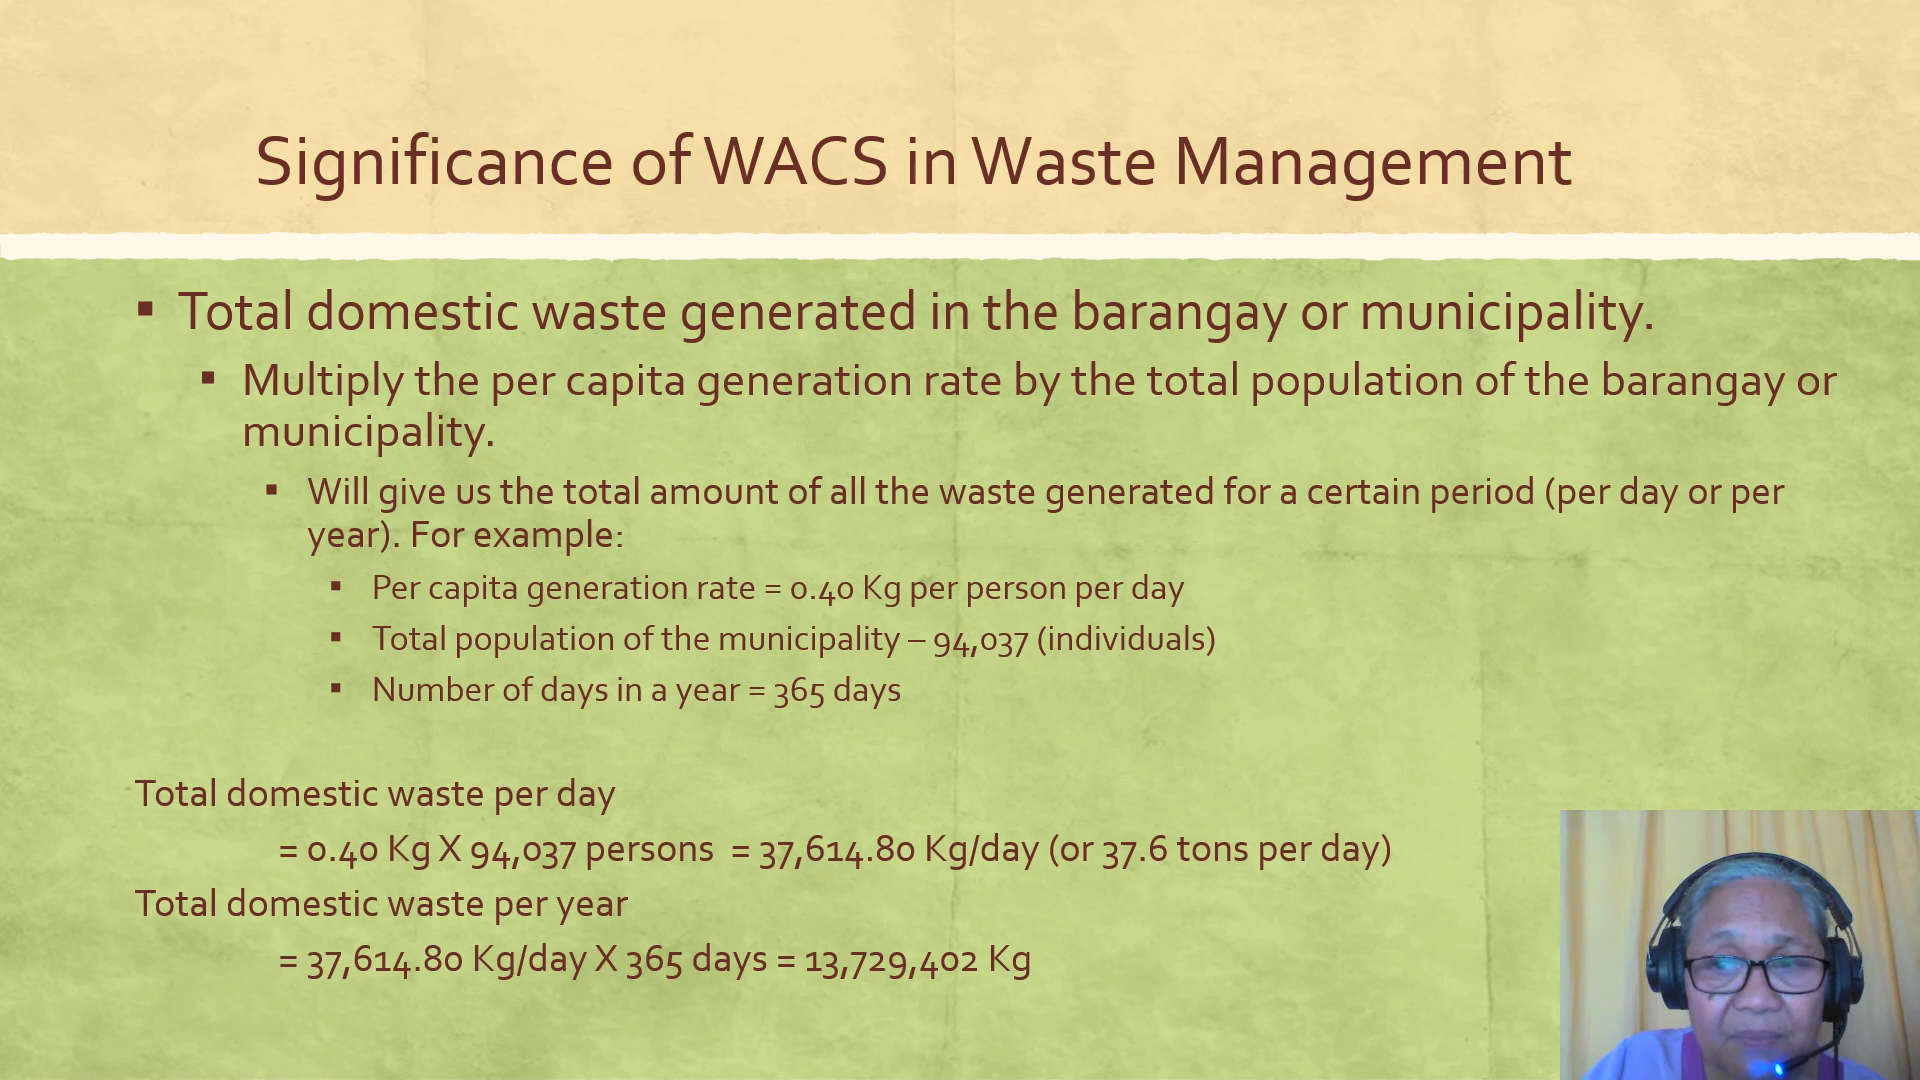 Significance of WACS in Waste Management
▪ Total domestic waste generated in the barangay or municipality.
▪ Multiply the per capita generation rate by the total population of the barangay or
municipality.
▪ Will give us the total amount of all the waste generated for a certain period (per day or per
year). For example:
▪ Per capita generation rate = 0.40 Kg per person per day
▪ Total population of the municipality – 94,037 (individuals)
▪ Number of days in a year = 365 days
Total domestic waste per day
= 0.40 Kg X 94,037 persons = 37,614.80 Kg/day (or 37.6 tons per day)
Total domestic waste per year
= 37,614.80 Kg/day X 365 days = 13,729,402 Kg